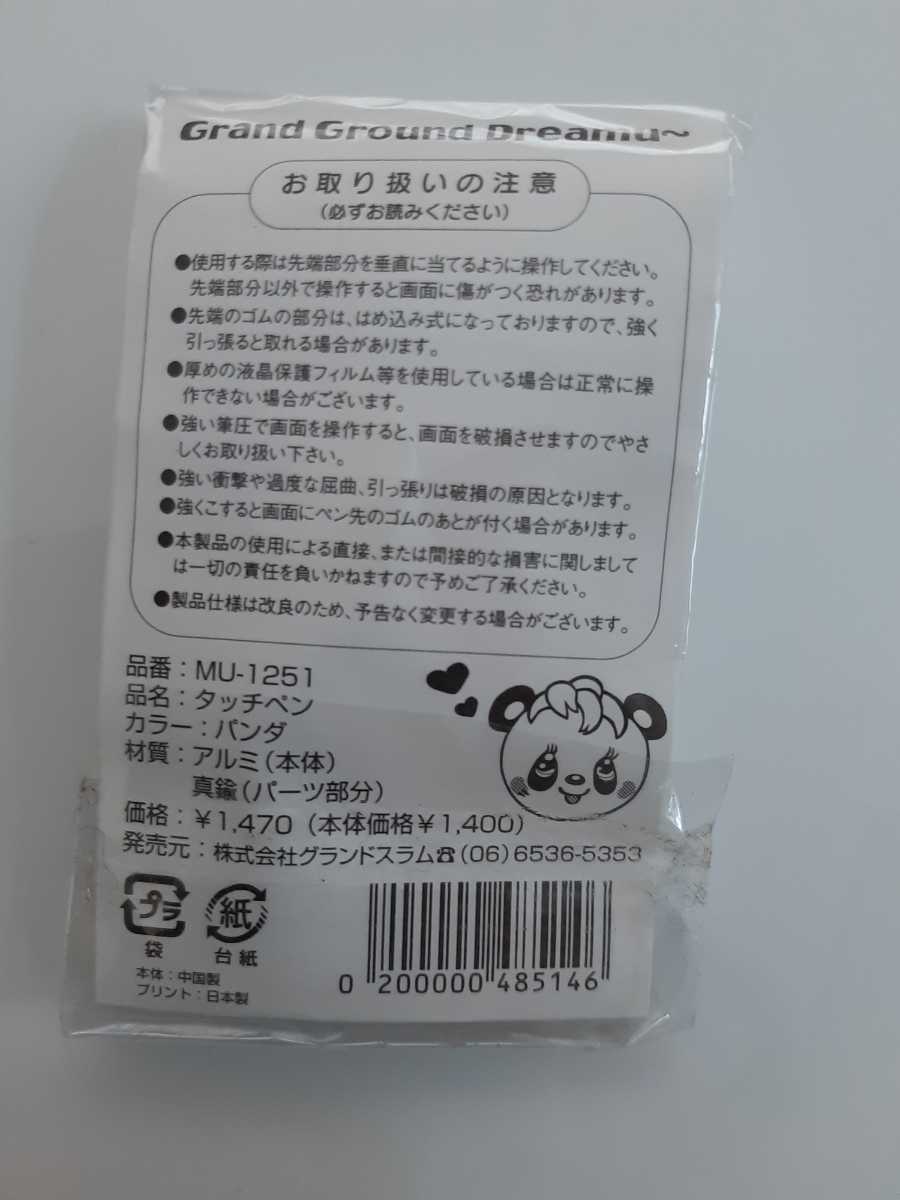 Grand Ground Dreamu~
お取り扱いの注意
(必ずお読みください)
●使用する際は先端部分を垂直に当てるように操作してください。
先端部分以外で操作すると画面に傷がつく恐れがあります。
●先端のゴムの部分は、はめ込み式になっておりますので、強く
引っ張ると取れる場合があります。
●厚めの液晶保護フィルム等を使用している場合は正常に操
作できない場合がございます。
●強い筆圧で画面を操作すると、画面を破損させますのでやさ
しくお取り扱い下さい。
●強い衝撃や過度な屈曲、引っ張りは破損の原因となります。
●強くこすると画面にペン先のゴムのあとが付く場合があります。
●本製品の使用による直接、または間接的な損害に関しまして
は一切の責任を負いかねますので予めご了承ください。
●製品仕様は改良のため、予告なく変更する場合がございます。
品番：MU-1251
品名：タッチペン
カラー：パンダ
材質：アルミ(本体)
真鍮(パーツ部分)
価格：￥1,470 (本体価格￥1,400)
発売元：株式会社グランドスラム☎(06)6536-5353
プラ
袋
紙
台紙
本体：中国製
プリント：日本製
0 200000 485146